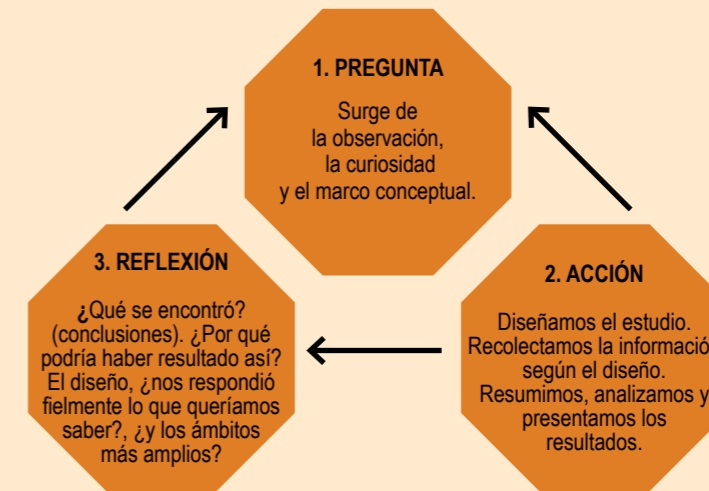 1. PREGUNTA
Surge de
la observación,
la curiosidad
y el marco conceptual.
3. REFLEXIÓN
¿Qué se encontró?
(conclusiones). ¿Por qué
podría haber resultado así?
El diseño, ¿nos respondió
fielmente lo que queríamos
saber?, ¿y los ámbitos
más amplios?
2. ACCIÓN
Diseñamos el estudio.
Recolectamos la informació
según el diseño.
Resumimos, analizamos y
presentamos los
resultados.